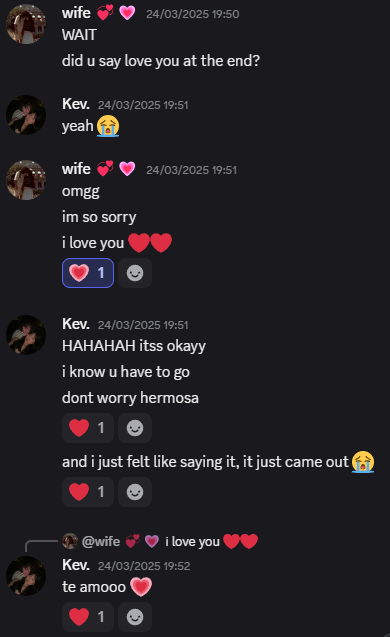 wife 💞 💗 24/03/2025 19:50
WAIT
did u say love you at the end?
Kev. 24/03/2025 19:51
yeah 😭
wife 💞 💗 24/03/2025 19:51
omgg
im so sorry
i love you ❤️❤️
💗 1
Kev. 24/03/2025 19:51
HAHAHAH itss okayy
i know u have to go
dont worry hermosa
❤️ 1
and i just felt like saying it, it just came out 😭
❤️ 1
@wife 💞 💗 i love you ❤️❤️
Kev. 24/03/2025 19:52
te amooo 💗
❤️ 1